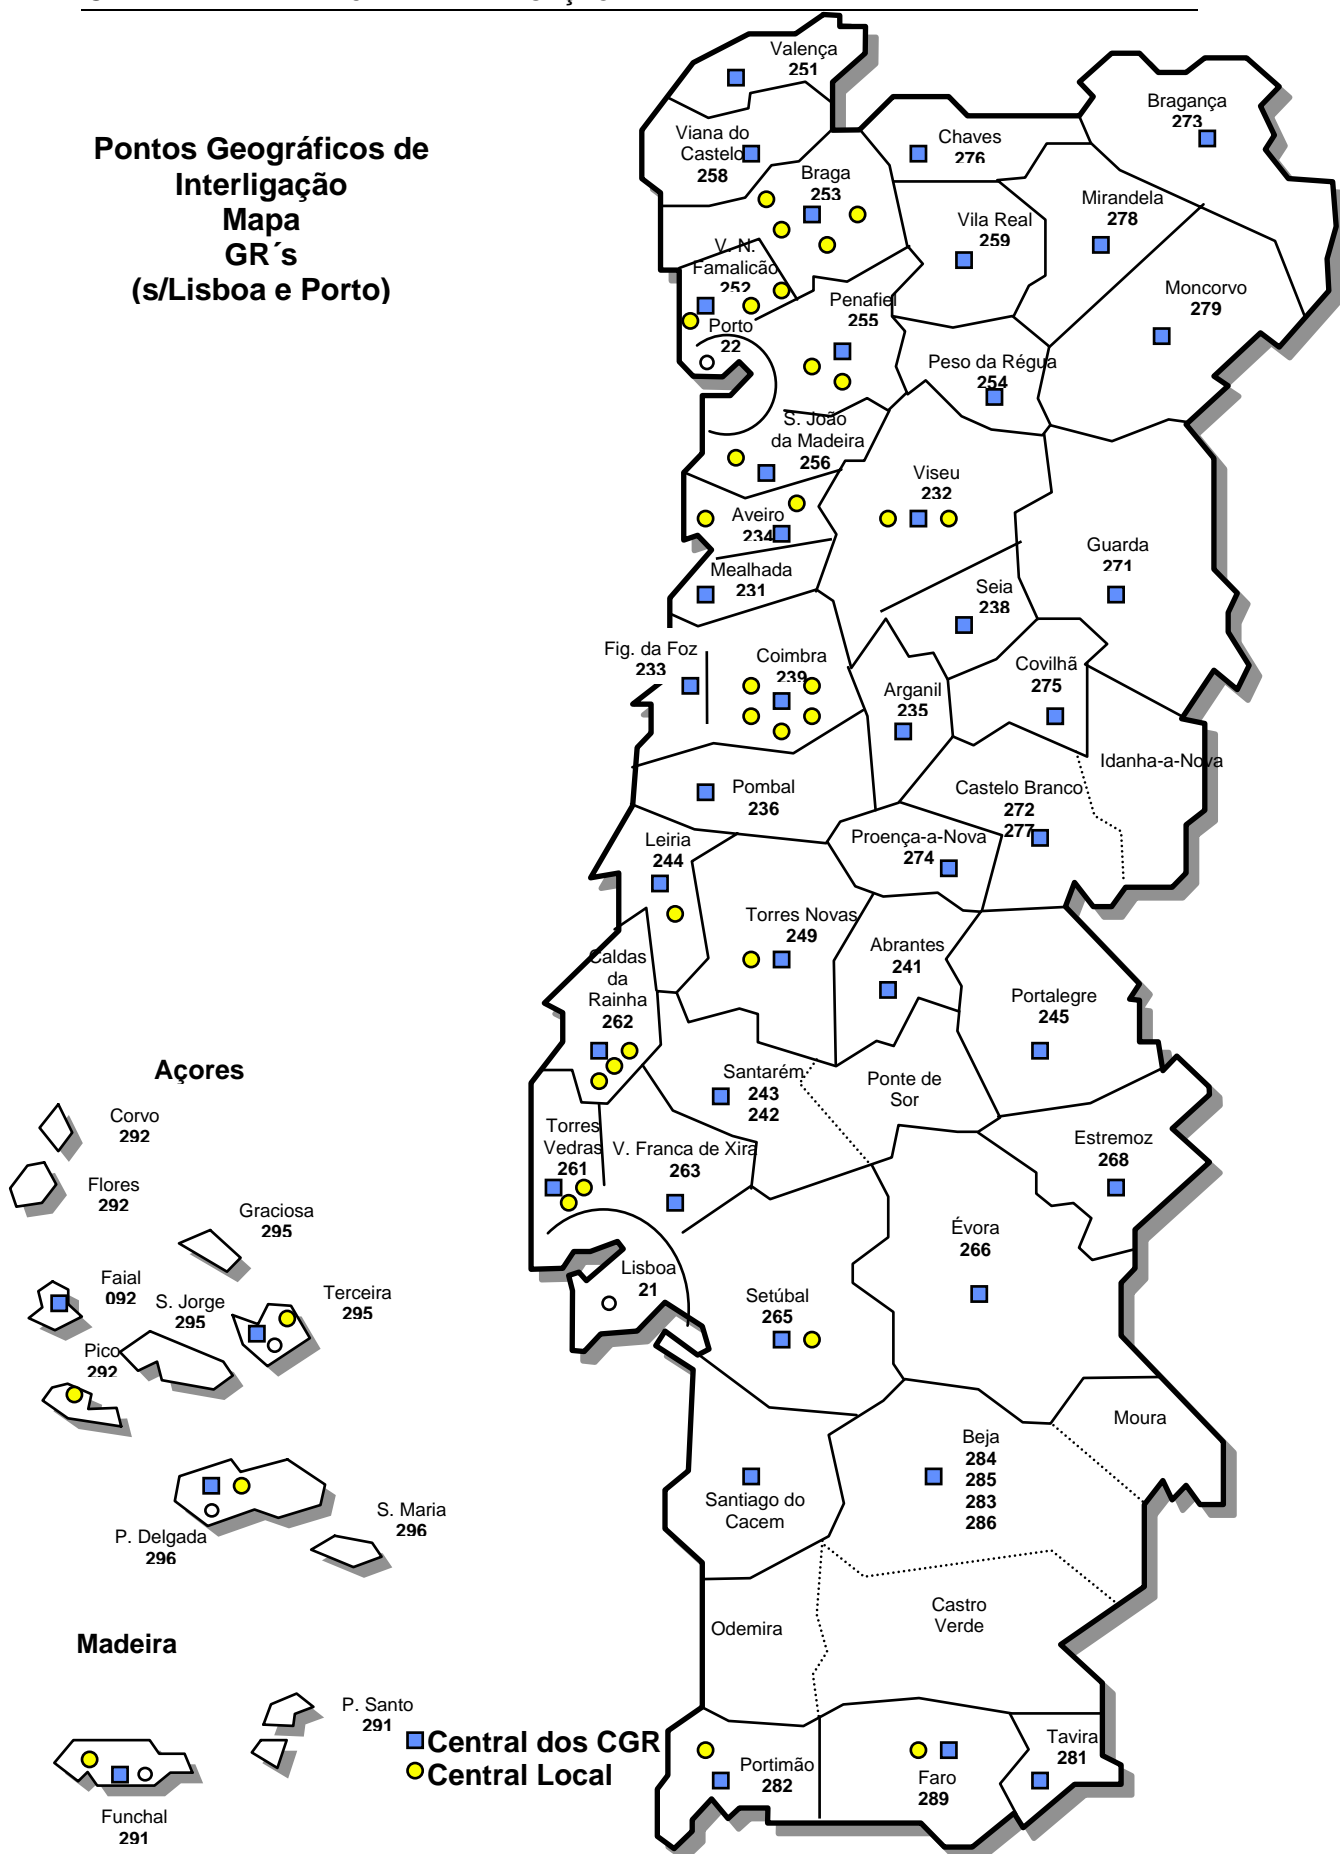 Pontos Geográficos de
Interligação
Mapa
GR´s
(s/Lisboa e Porto)
Valença
251
Bragança
273
Viana do
Castelo
258
Chaves
276
Braga
253
Mirandela
278
Vila Real
259
V. N.
Famalicão
252
Moncorvo
279
Penafiel
255
Porto
22
Peso da Régua
254
S. João
da Madeira
256
Viseu
232
Aveiro
234
Guarda
271
Mealhada
231
Seia
238
Fig. da Foz
233
Coimbra
239
Covilhã
275
Arganil
235
Idanha-a-Nova
Pombal
236
Castelo Branco
272
277
Leiria
244
Proença-a-Nova
274
Torres Novas
249
Abrantes
241
Caldas
da
Rainha
262
Portalegre
245
Santarém
243
242
Ponte de
Sor
Torres
Vedras
261
V. Franca de Xira
263
Estremoz
268
Évora
266
Lisboa
21
Setúbal
265
Moura
Beja
284
285
283
286
Santiago do
Cacem
Odemira
Castro
Verde
Portimão
282
Faro
289
Tavira
281
Açores
Corvo
292
Flores
292
Graciosa
295
Faial
092
S. Jorge
295
Terceira
295
Pico
292
P. Delgada
296
S. Maria
296
Madeira
P. Santo
291
Funchal
291
Central dos CGR
Central Local